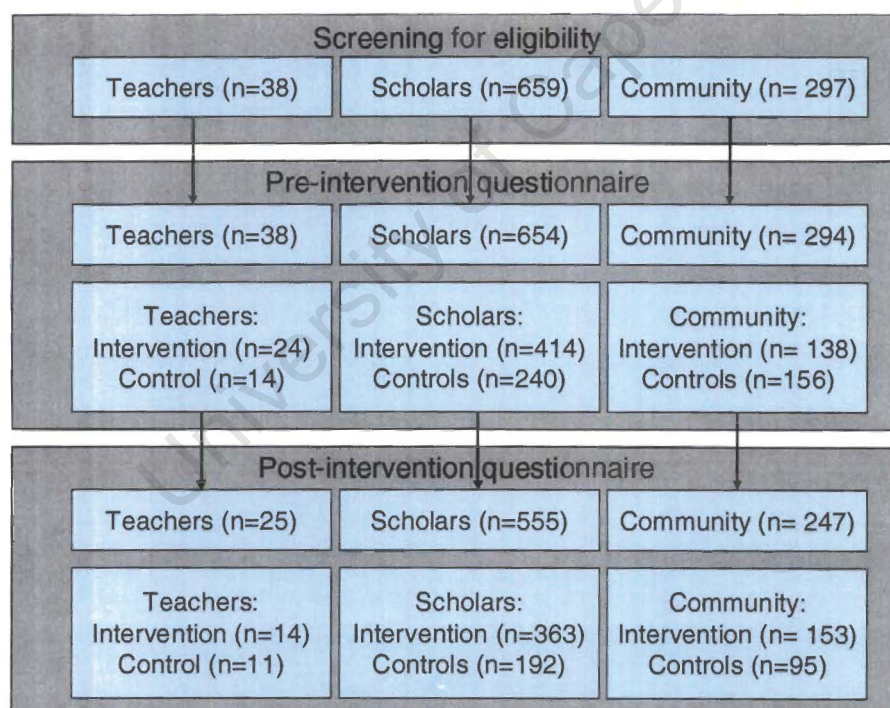 Screening for eligibility
Teachers (n=38)
Scholars (n=659)
Community (n= 297)
Pre-intervention questionnaire
Teachers (n=38)
Scholars (n=654)
Community (n= 294)
Teachers:
Intervention (n=24)
Control (n=14)
Scholars:
Intervention (n=414)
Controls (n=240)
Community:
Intervention (n= 138)
Controls (n=156)
Post-intervention questionnaire
Teachers (n=25)
Scholars (n=555)
Community (n= 247)
Teachers:
Intervention (n=14)
Control (n=11)
Scholars:
Intervention (n=363)
Controls (n=192)
Community:
Intervention (n= 153)
Controls (n=95)
University of Cape